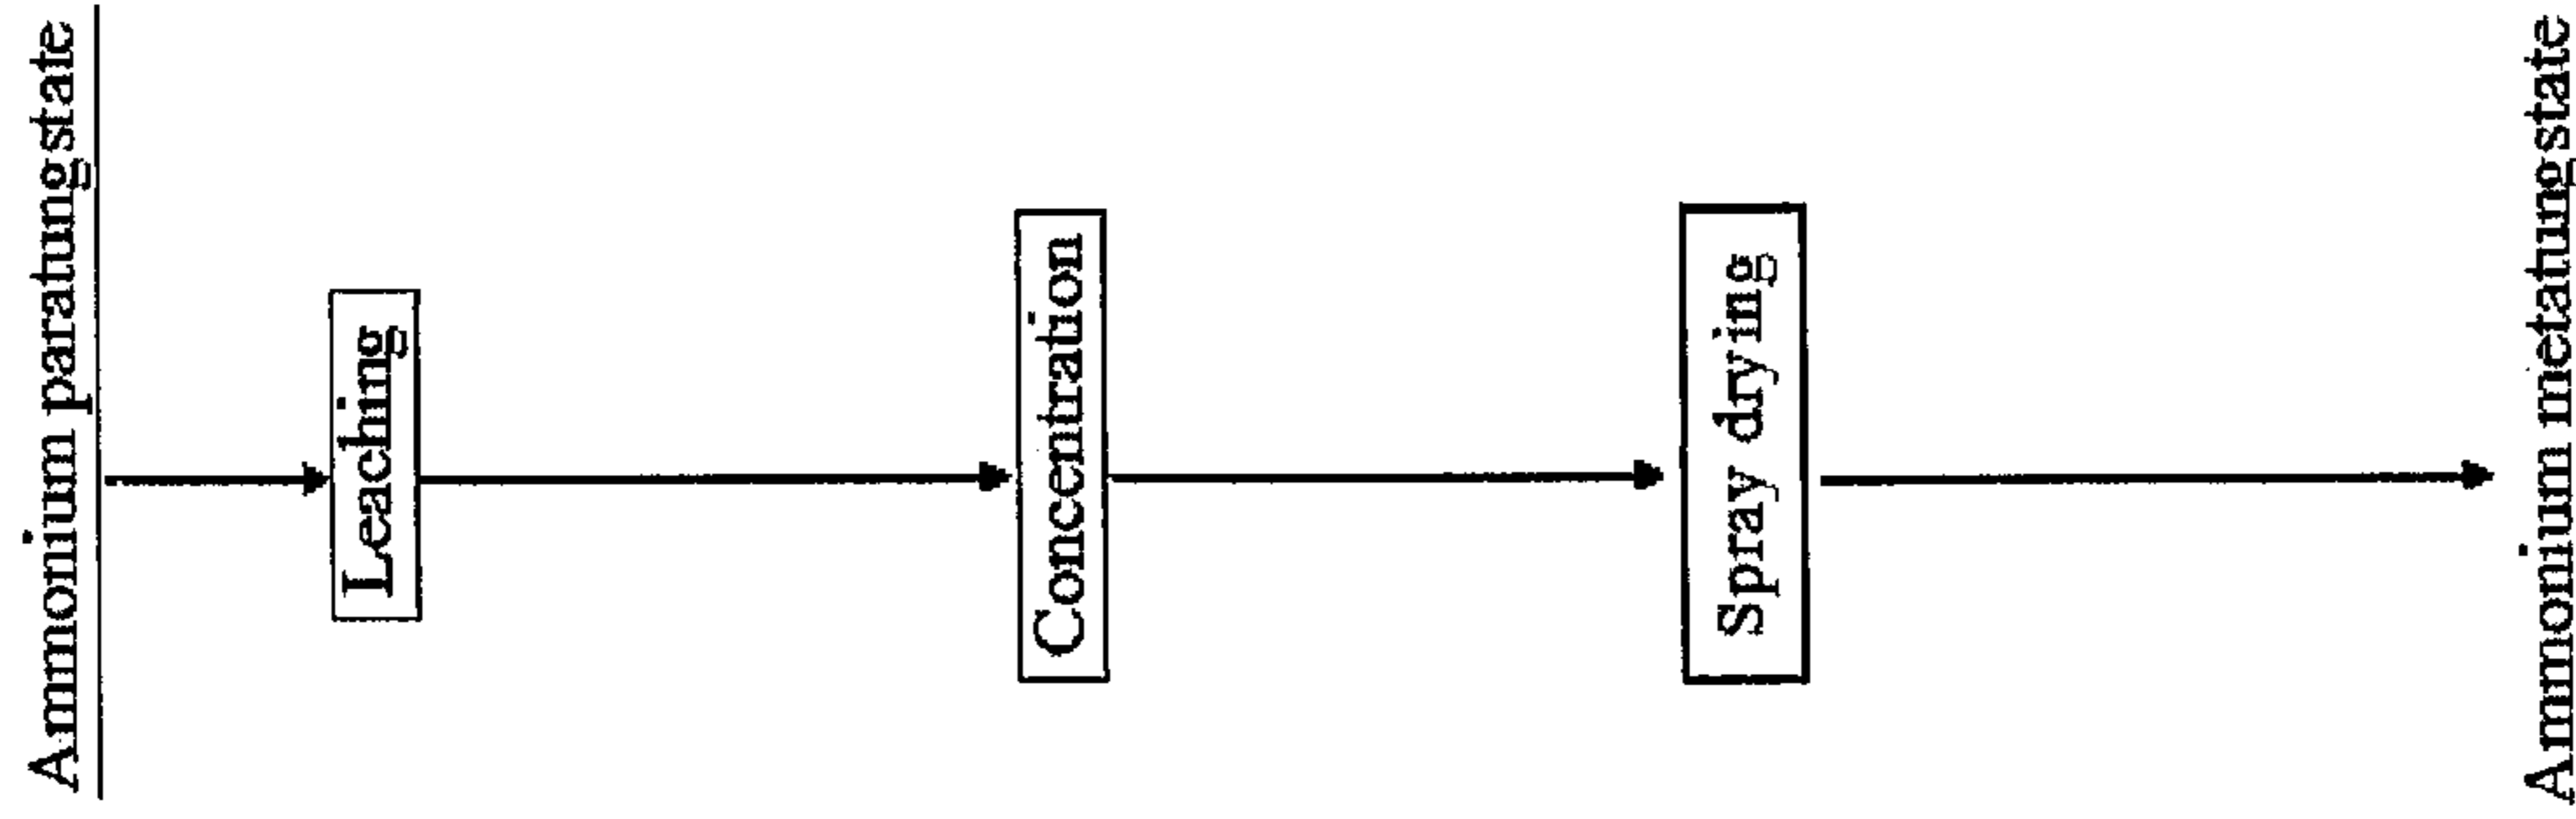 Ammonium paratungstate
Leaching
Concentration
Spray drying
Ammonium metatungstate